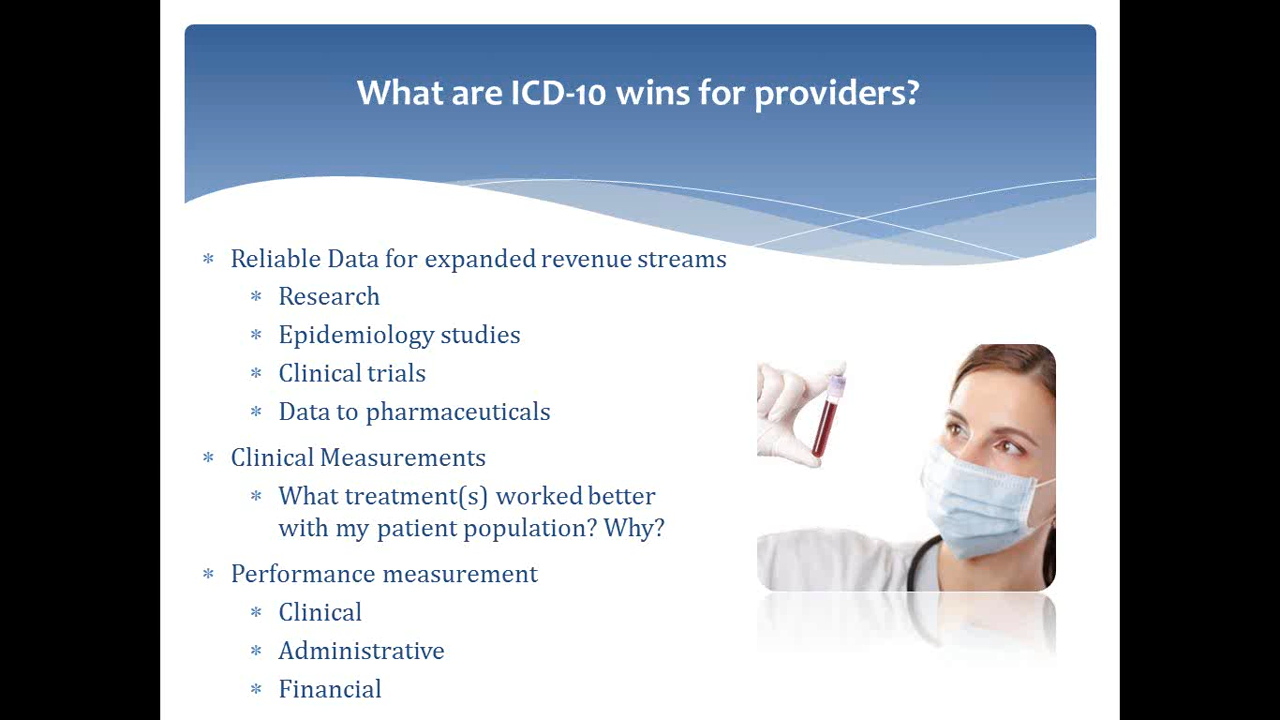 What are ICD-10 wins for providers?
* Reliable Data for expanded revenue streams
* Research
* Epidemiology studies
* Clinical trials
* Data to pharmaceuticals
* Clinical Measurements
* What treatment(s) worked better
with my patient population? Why?
* Performance measurement
* Clinical
* Administrative
* Financial